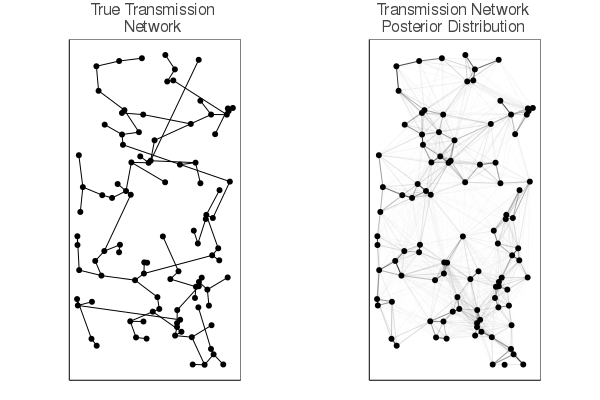 True Transmission
Network
Transmission Network
Posterior Distribution